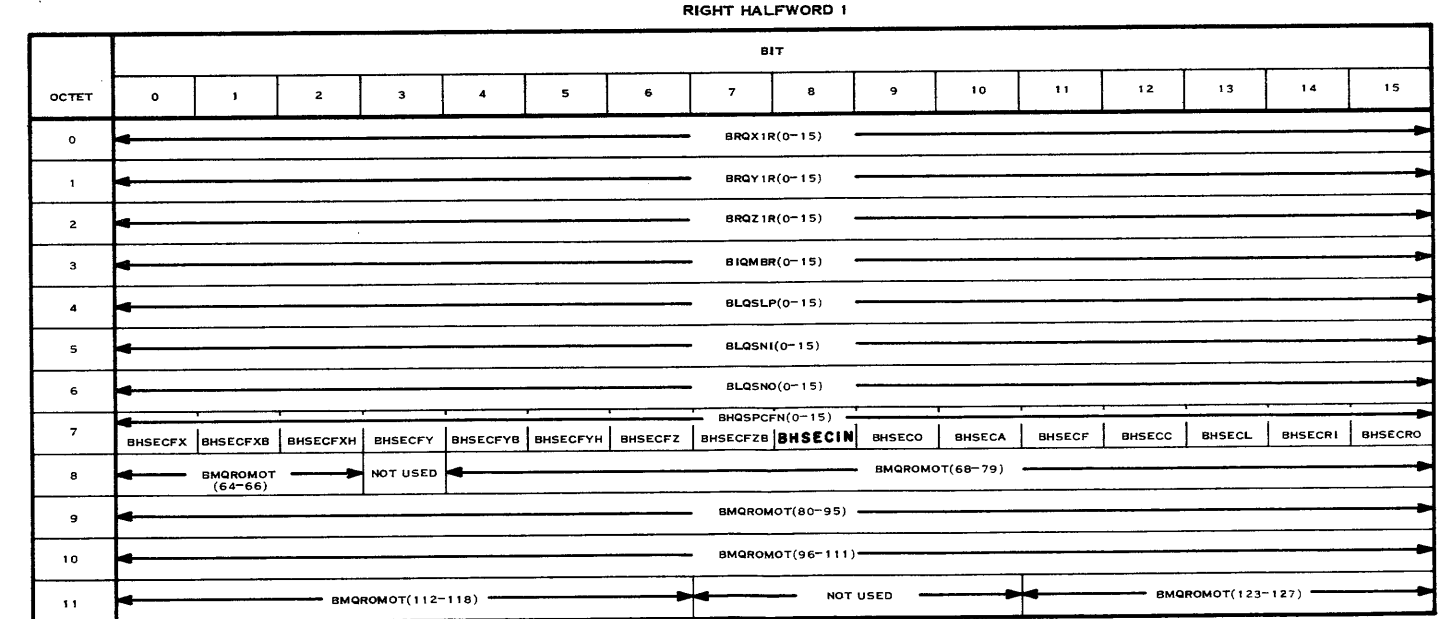 RIGHT HALFWORD 1
BIT
OCTET 0 1 2 3 4 5 6 7 8 9 10 11 12 13 14 15
0 BRQX1R(0-15)
1 BRQY1R(0-15)
2 BRQZ1R(0-15)
3 BIQMBR(0-15)
4 BLQSLP(0-15)
5 BLQSNI(0-15)
6 BLQSNO(0-15)
BHQSPCFN(0-15)
7 BHSECFX BHSECFXB BHSECFXH BHSECFY BHSECFYB BHSECFYH BHSECFZ BHSECFZB BHSECIN BHSECO BHSECA BHSECF BHSECC BHSECL BHSECRI BHSECRO
8 BMQROMOT NOT USED BMQROMOT(68-79)
(64-66)
9 BMQROMOT(80-95)
10 BMQROMOT(96-111)
11 BMQROMOT(112-118) NOT USED BMQROMOT(123-127)